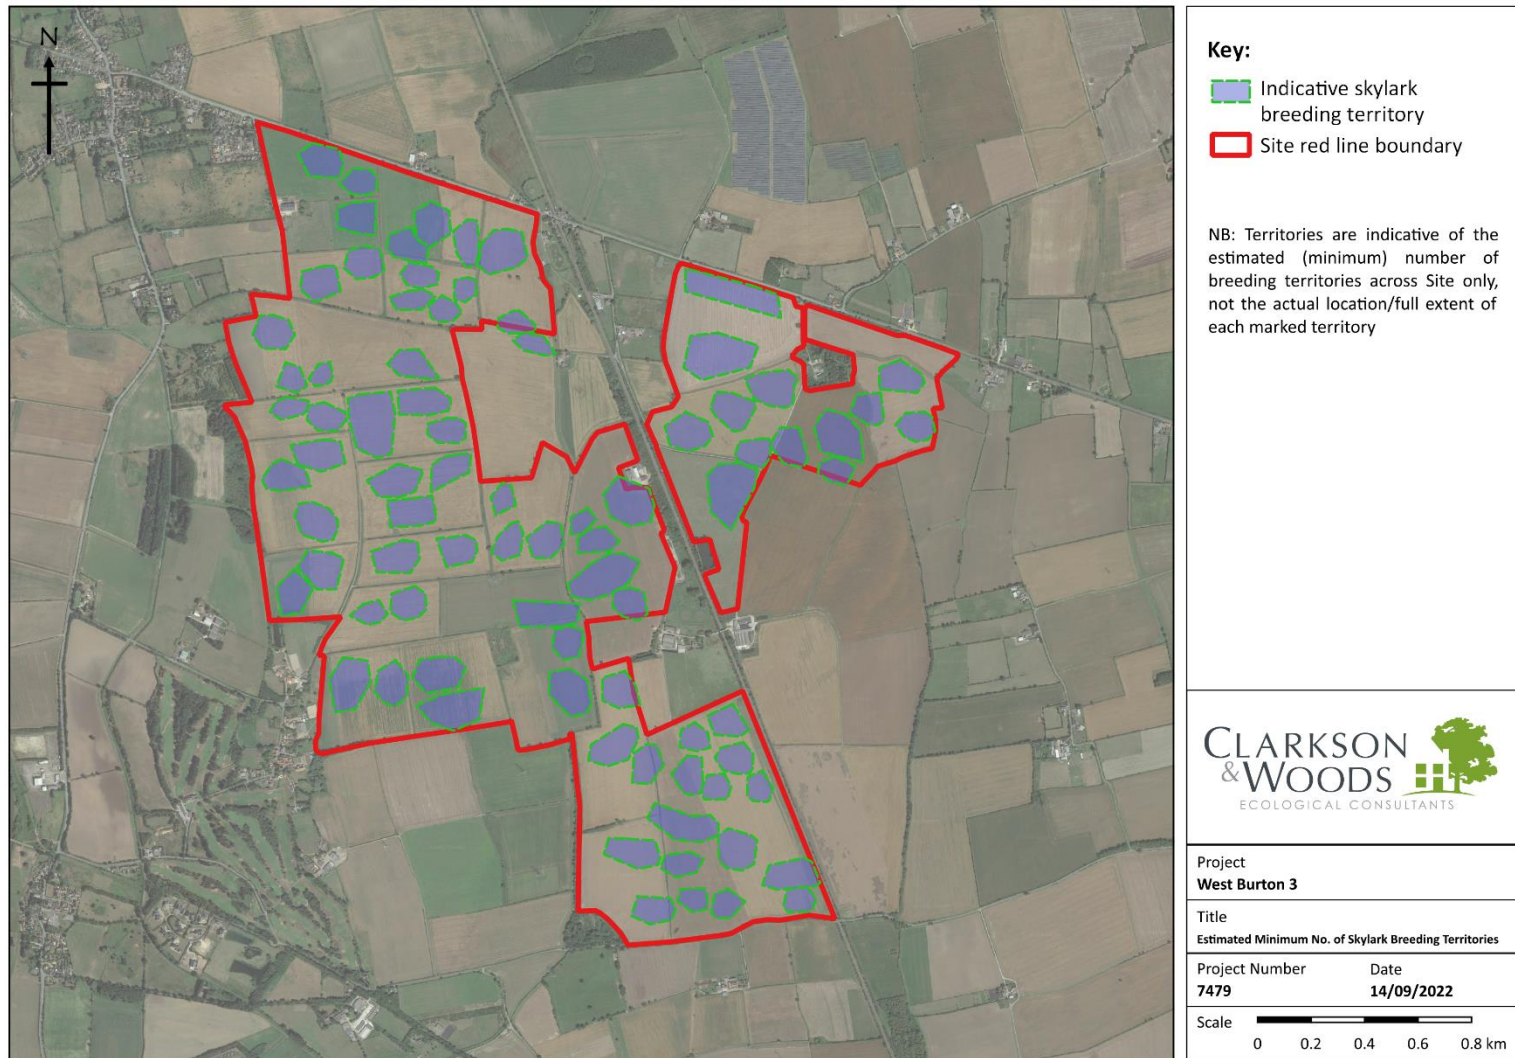 N
Key:
Indicative skylark
breeding territory
Site red line boundary
NB: Territories are indicative of the
estimated (minimum) number of
breeding territories across Site only,
not the actual location/full extent of
each marked territory
CLARKSON
& WOODS
ECOLOGICAL CONSULTANTS
Project
West Burton 3
Title
Estimated Minimum No. of Skylark Breeding Territories
Project Number Date
7479 14/09/2022
Scale
0 0.2 0.4 0.6 0.8 km